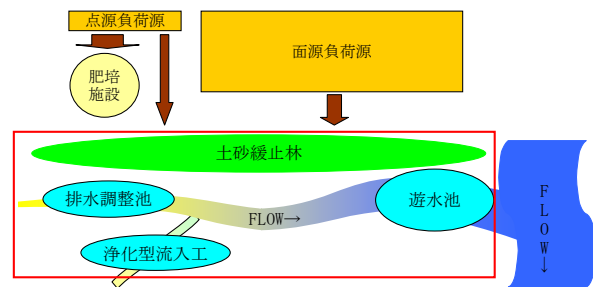 点源負荷源
面源負荷源
肥培
施設
土砂緩止林
排水調整池
遊水池
FLOW→
FLOW↓
浄化型流入工